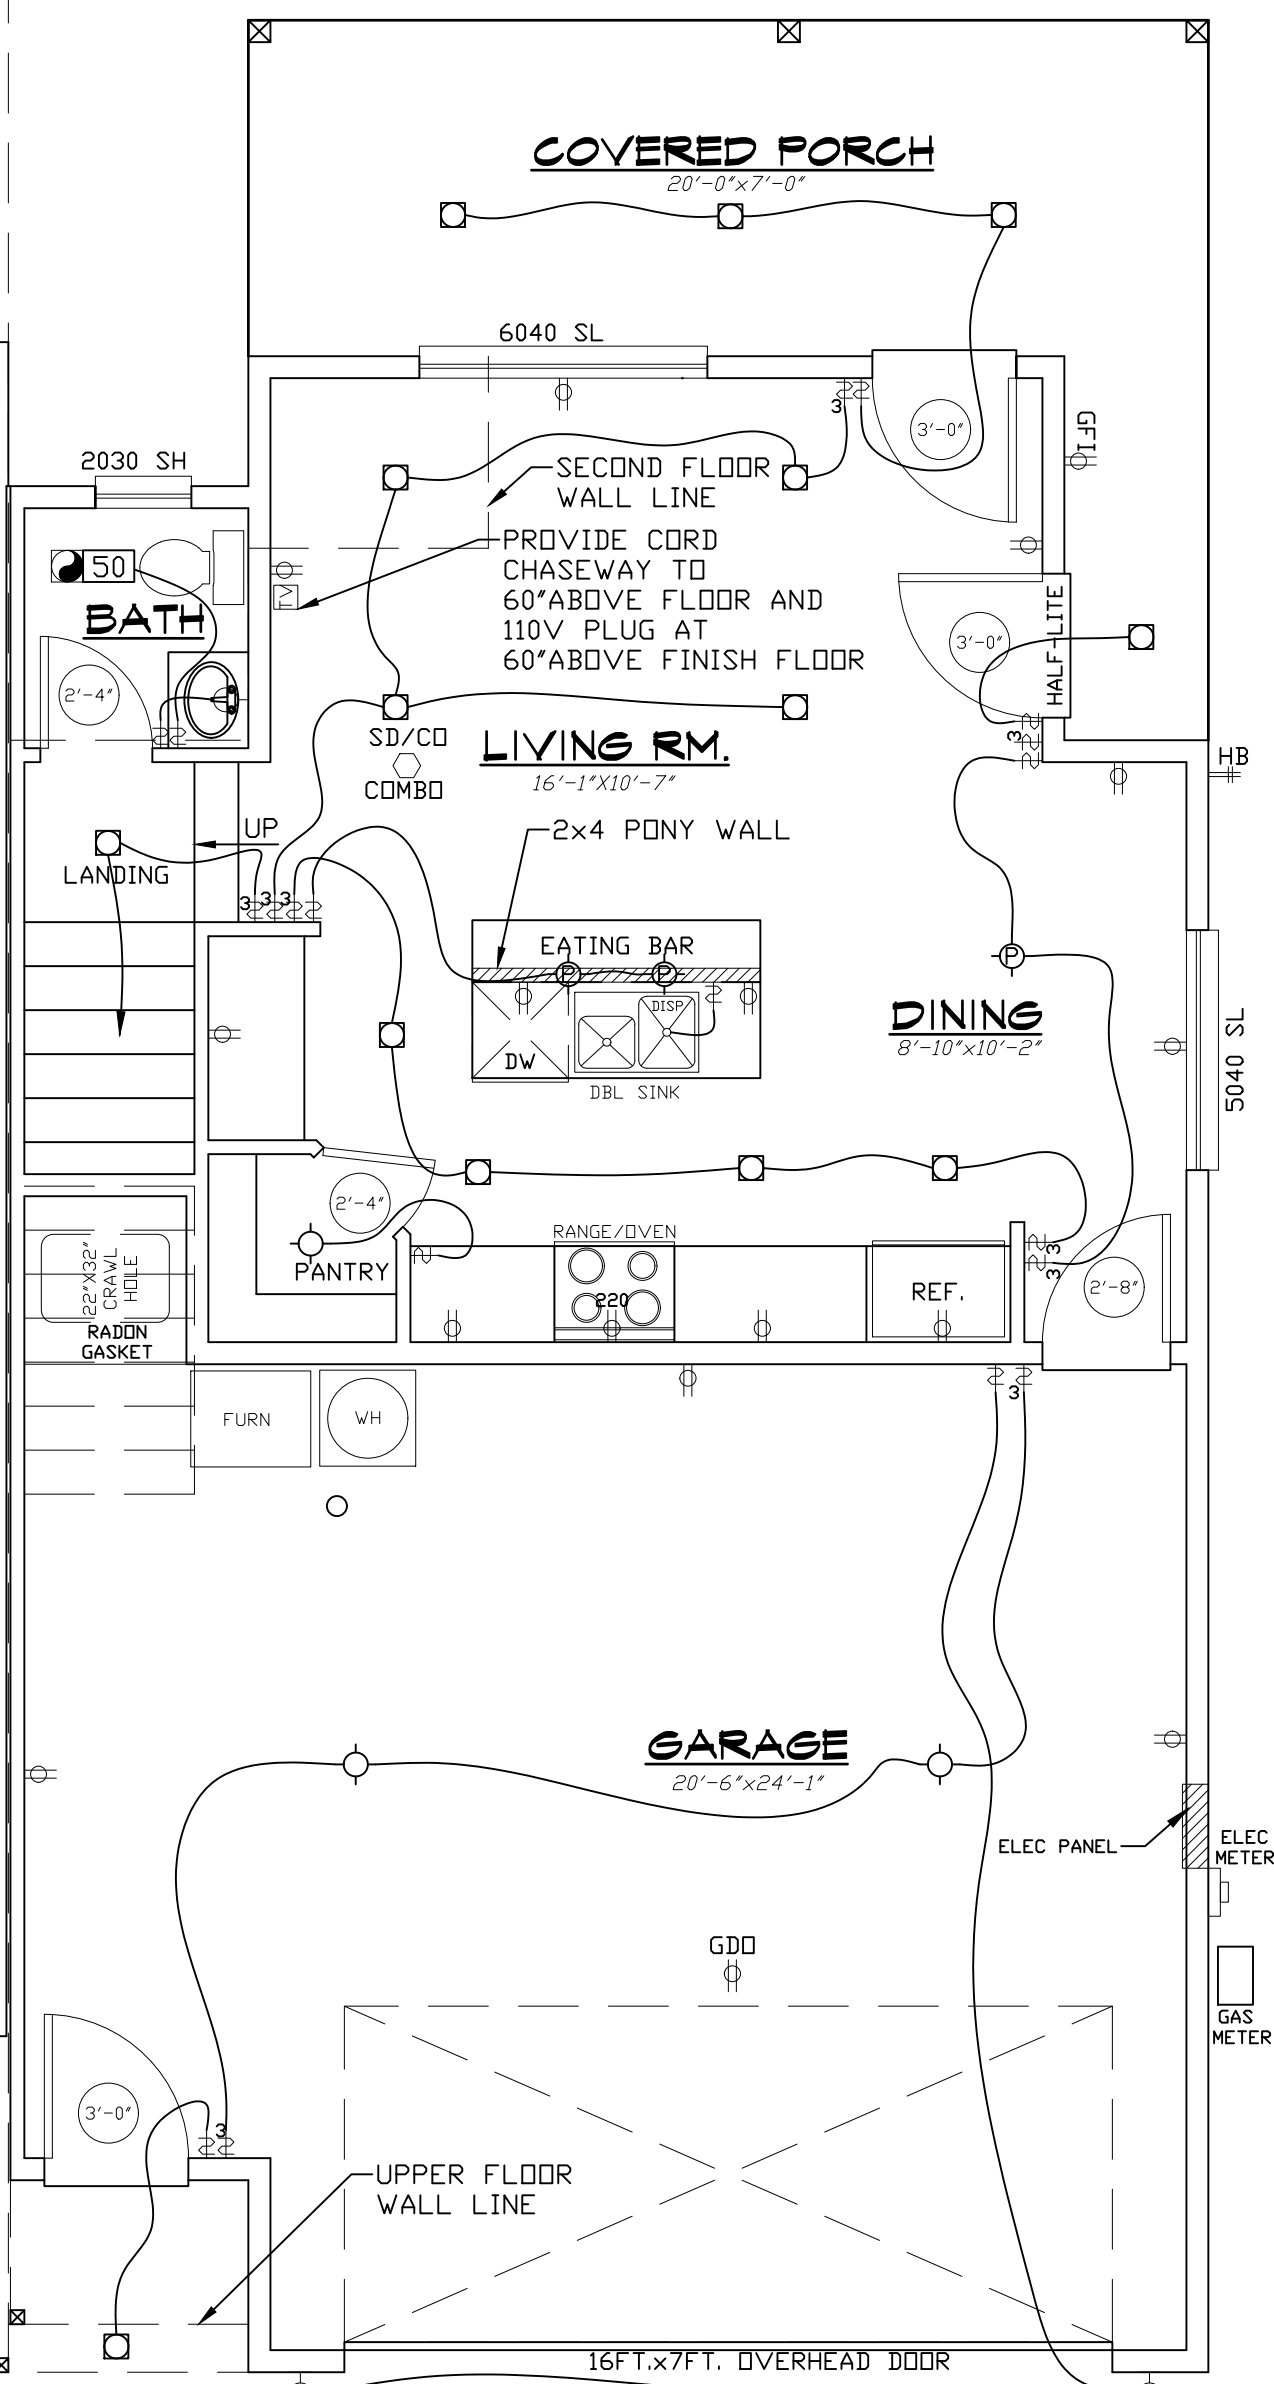 COVERED PORCH
20'-0"x7'-0"
6040 SL
3
3'-0"
GFI
2030 SH
SECOND FLOOR
WALL LINE
PROVIDE CORD
CHASEWAY TO
60"ABOVE FLOOR AND
110V PLUG AT
60"ABOVE FINISH FLOOR
TV
50
BATH
2'-4"
3'-0"
HALF-LITE
3
SD/CO
COMBO
LIVING RM.
16'-1"X10'-7"
HB
UP
2x4 PONY WALL
LANDING
3
3
3
EATING BAR
P
P
P
DISP
DW
DBL SINK
DINING
8'-10"x10'-2"
5040 SL
2'-4"
PANTRY
RANGE/OVEN
220
REF.
3
3
2'-8"
22"X32"
CRAWL
HOLE
RADON
GASKET
FURN
WH
3
GARAGE
20'-6"x24'-1"
ELEC PANEL
ELEC
METER
GDO
GAS
METER
3'-0"
3
UPPER FLOOR
WALL LINE
16FT.x7FT. OVERHEAD DOOR